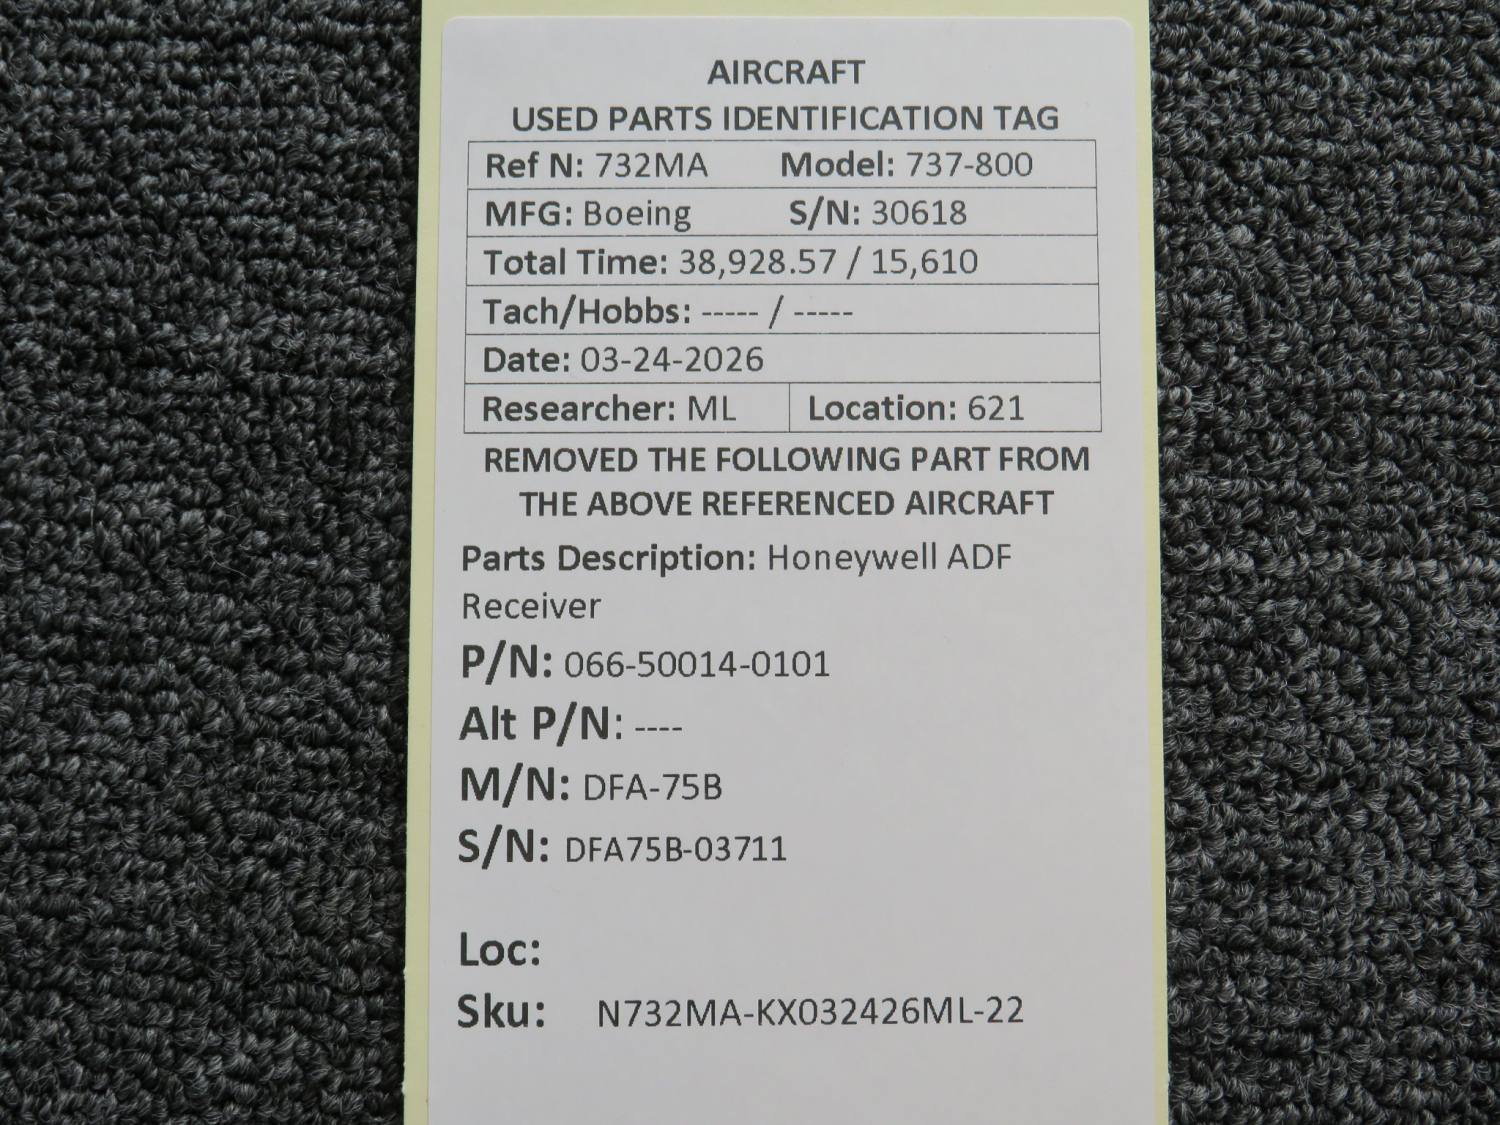 AIRCRAFT
USED PARTS IDENTIFICATION TAG
Ref N: 732MA Model: 737-800
MFG: Boeing S/N: 30618
Total Time: 38,928.57 / 15,610
Tach/Hobbs: ----- / -----
Date: 03-24-2026
Researcher: ML Location: 621
REMOVED THE FOLLOWING PART FROM
THE ABOVE REFERENCED AIRCRAFT
Parts Description: Honeywell ADF
Receiver
P/N: 066-50014-0101
Alt P/N: ----
M/N: DFA-75B
S/N: DFA75B-03711
Loc:
Sku: N732MA-KX032426ML-22